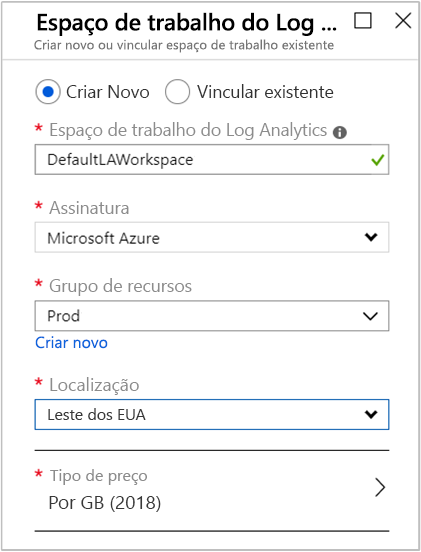 Espaço de trabalho do Log ...
Criar novo ou vincular espaço de trabalho existente
Criar Novo Vincular existente
* Espaço de trabalho do Log Analytics
DefaultLAWorkspace
* Assinatura
Microsoft Azure
* Grupo de recursos
Prod
Criar novo
* Localização
Leste dos EUA
* Tipo de preço
Por GB (2018)